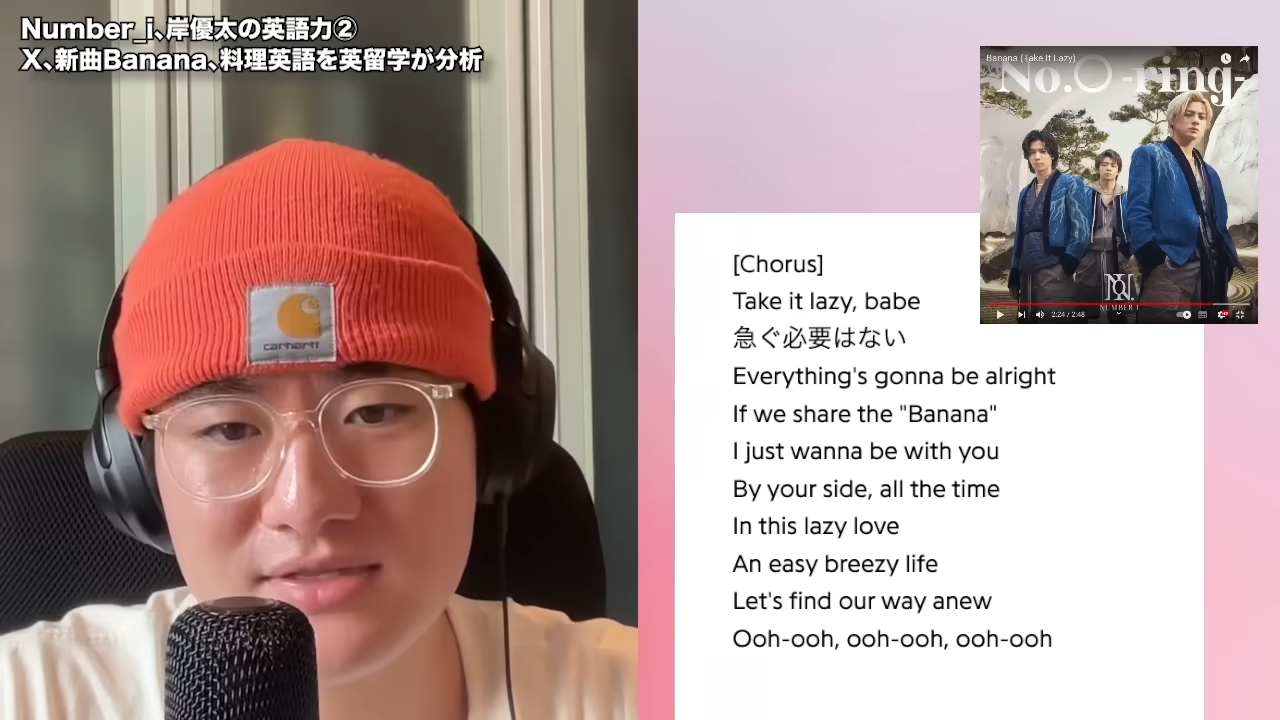 Number_i、岸優太の英語力②
X、新曲Banana、料理英語を英留学が分析
carhartt
Banana (Take It Lazy)
No.O -ring-
NUMBER_I
2:24 / 2:48
[Chorus]
Take it lazy, babe
急ぐ必要はない
Everything's gonna be alright
If we share the "Banana"
I just wanna be with you
By your side, all the time
In this lazy love
An easy breezy life
Let's find our way anew
Ooh-ooh, ooh-ooh, ooh-ooh